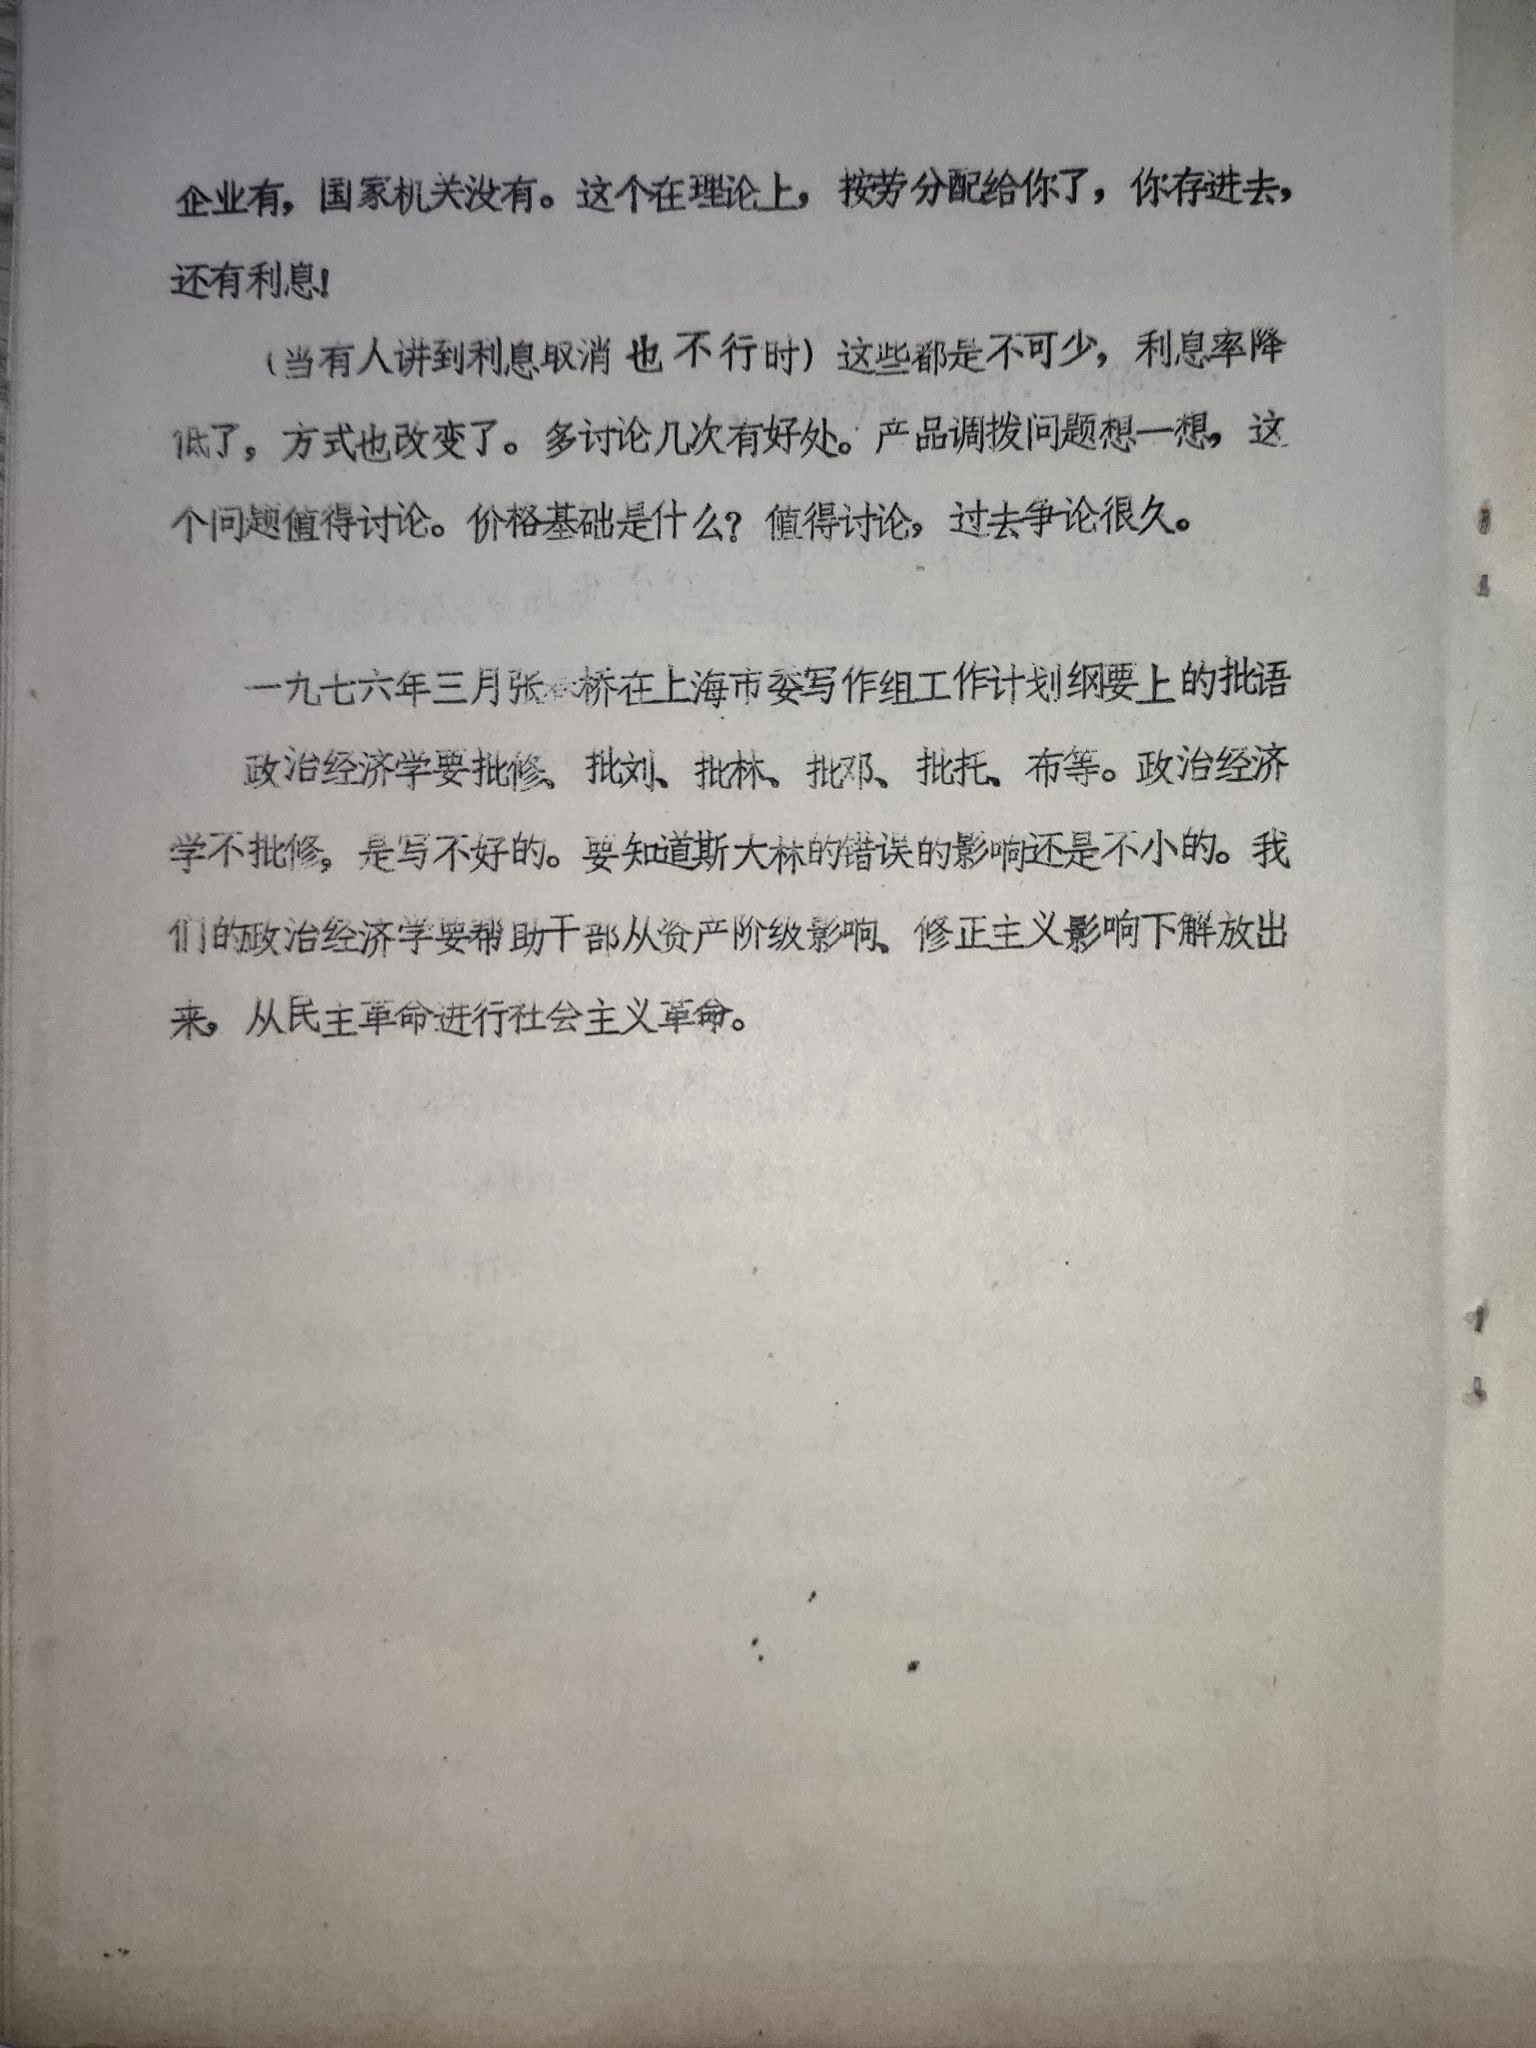 企业有，国家机关没有。这个在理论上，按劳分配给你了，你存进去，
还有利息！
（当有人讲到利息取消也不行时）这些都是不可少，利息率降
低了，方式也改变了。多讨论几次有好处。产品调拨问题想一想，这
个问题值得讨论。价格基础是什么？值得讨论，过去争论很久。
一九七六年三月张春桥在上海市委写作组工作计划纲要上的批语
政治经济学要批修、批刘、批林、批邓、批托、布等。政治经济
学不批修，是写不好的。要知道斯大林的错误的影响还是不小的。我
们的政治经济学要帮助干部从资产阶级影响、修正主义影响下解放出
来，从民主革命进行社会主义革命。